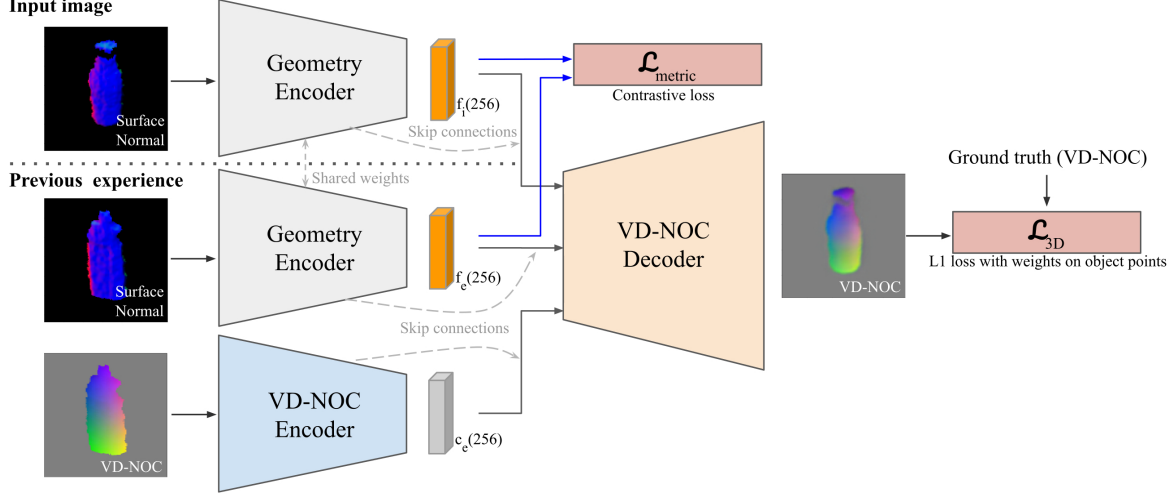 Input image
Surface
Normal
Geometry
Encoder
f_i(256)
Skip connections
ℒ_metric
Contrastive loss
Shared weights
Previous experience
Surface
Normal
Geometry
Encoder
f_e(256)
Skip connections
VD-NOC
VD-NOC
Encoder
c_e(256)
VD-NOC
Decoder
VD-NOC
Ground truth (VD-NOC)
ℒ_3D
L1 loss with weights on object points